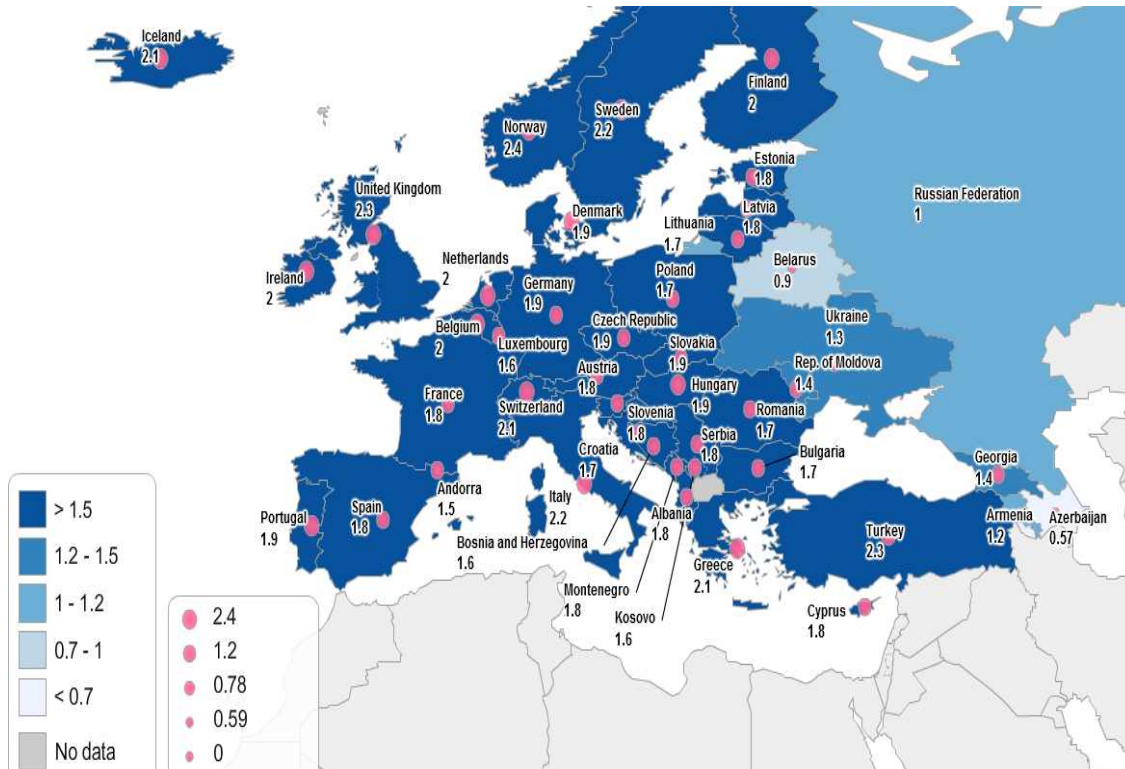 Iceland
2.1
Finland
2
Sweden
2.2
Norway
2.4
Estonia
1.8
United Kingdom
2.3
Russian Federation
1
Denmark
1.9
Latvia
1.8
Lithuania
1.7
Netherlands
2
Belarus
0.9
Ireland
2
Germany
1.9
Poland
1.7
Ukraine
1.3
Czech Republic
1.9
Belgium
2
Luxembourg
1.6
Slovakia
1.9
Rep. of Moldova
1.4
Austria
1.8
Hungary
1.9
France
1.8
Switzerland
2.1
Romania
1.7
Slovenia
1.8
Serbia
1.8
Croatia
1.7
Bulgaria
1.7
Georgia
1.4
Andorra
1.5
Italy
2.2
Portugal
1.9
Spain
1.8
Albania
1.8
Armenia
1.2
Azerbaijan
0.57
Turkey
2.3
Bosnia and Herzegovina
1.6
Greece
2.1
Montenegro
1.8
Kosovo
1.6
Cyprus
1.8
> 1.5
1.2 - 1.5
1 - 1.2
0.7 - 1
< 0.7
No data
2.4
1.2
0.78
0.59
0